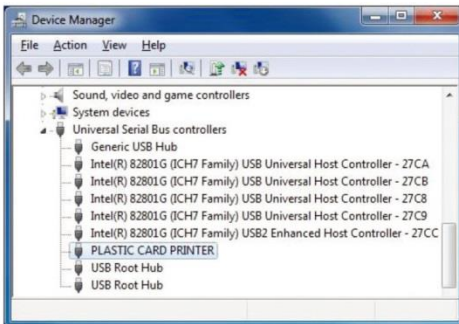 Device Manager
File Action View Help
Sound, video and game controllers
System devices
Universal Serial Bus controllers
Generic USB Hub
Intel(R) 82801G (ICH7 Family) USB Universal Host Controller - 27CA
Intel(R) 82801G (ICH7 Family) USB Universal Host Controller - 27CB
Intel(R) 82801G (ICH7 Family) USB Universal Host Controller - 27C8
Intel(R) 82801G (ICH7 Family) USB Universal Host Controller - 27C9
Intel(R) 82801G (ICH7 Family) USB2 Enhanced Host Controller - 27CC
PLASTIC CARD PRINTER
USB Root Hub
USB Root Hub